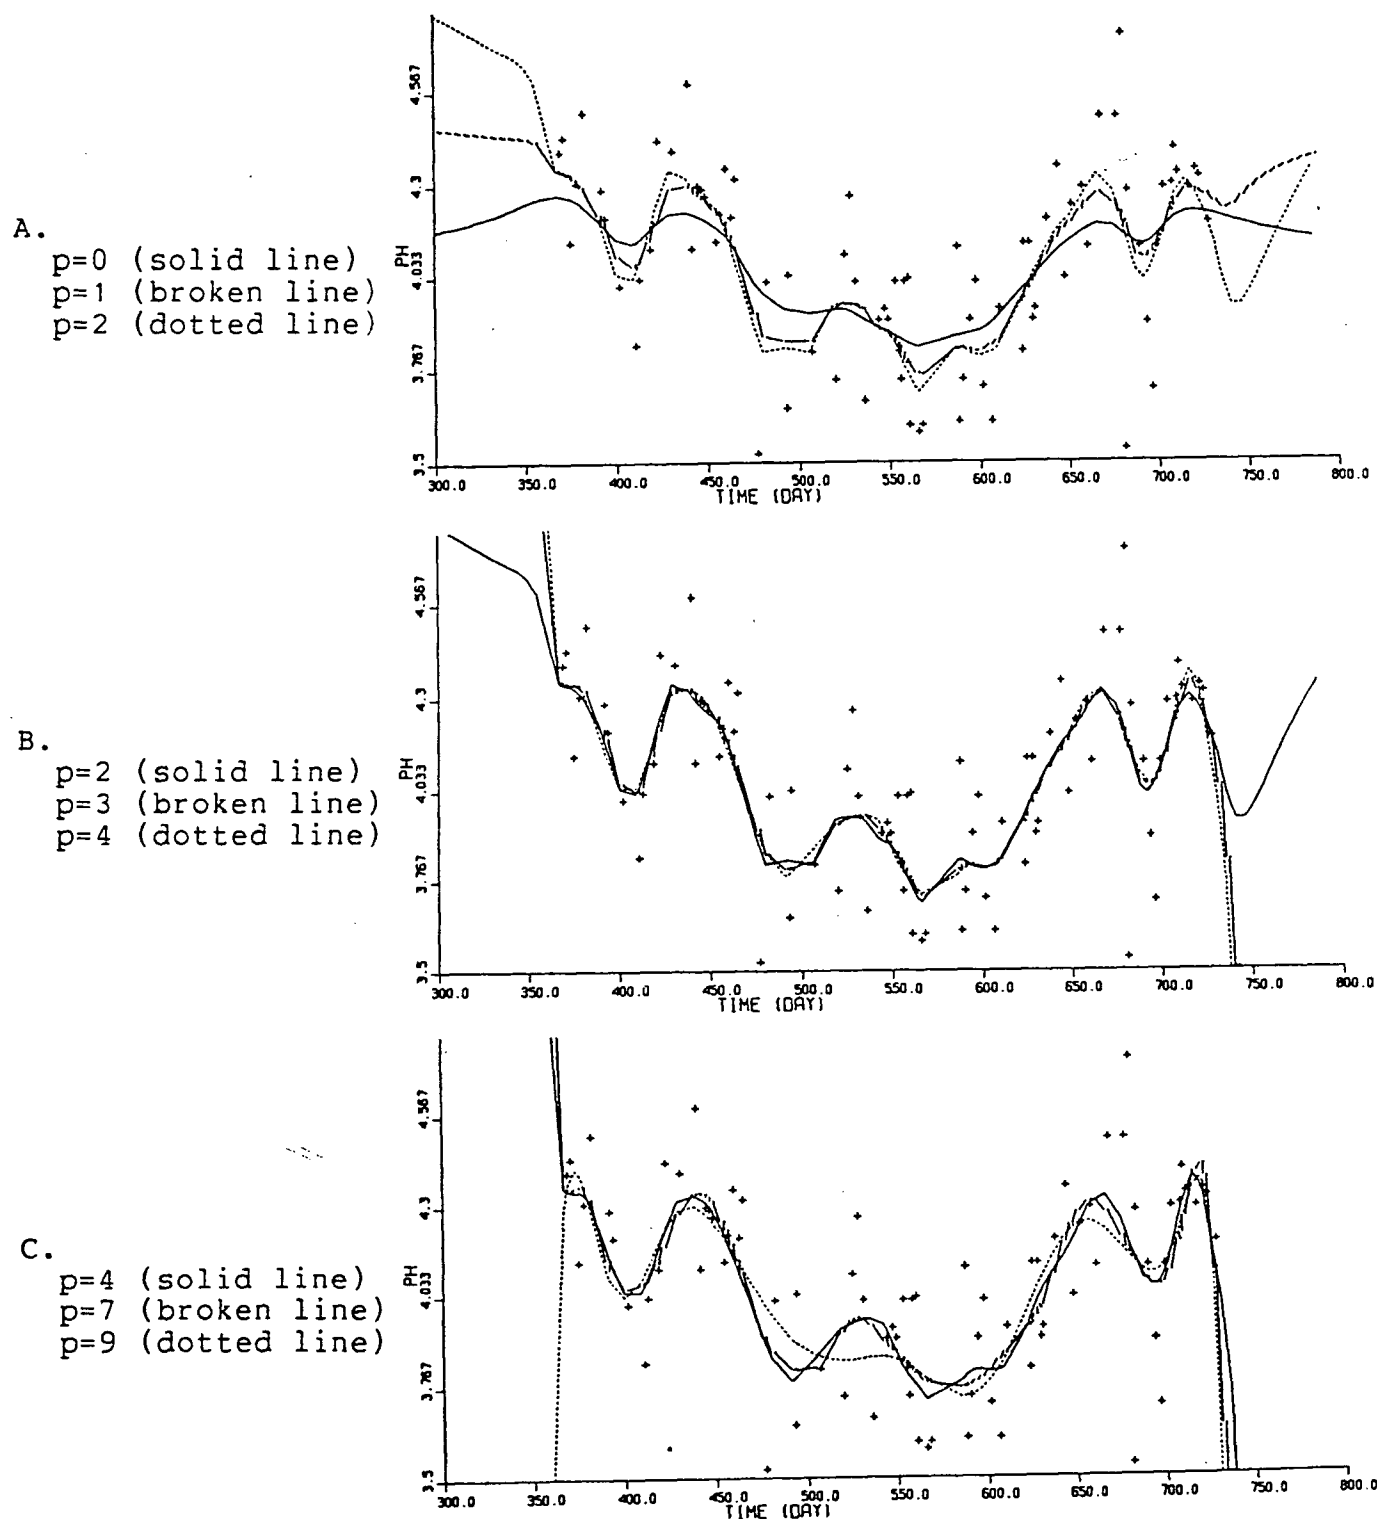 A.
p=0 (solid line)
p=1 (broken line)
p=2 (dotted line)
PH
4.567
4.3
4.033
3.767
3.5
300.0 350.0 400.0 450.0 500.0 550.0 600.0 650.0 700.0 750.0 800.0
TIME (DAY)
B.
p=2 (solid line)
p=3 (broken line)
p=4 (dotted line)
PH
4.567
4.3
4.033
3.767
3.5
300.0 350.0 400.0 450.0 500.0 550.0 600.0 650.0 700.0 750.0 800.0
TIME (DAY)
C.
p=4 (solid line)
p=7 (broken line)
p=9 (dotted line)
PH
4.567
4.3
4.033
3.767
3.5
300.0 350.0 400.0 450.0 500.0 550.0 600.0 650.0 700.0 750.0 800.0
TIME (DAY)